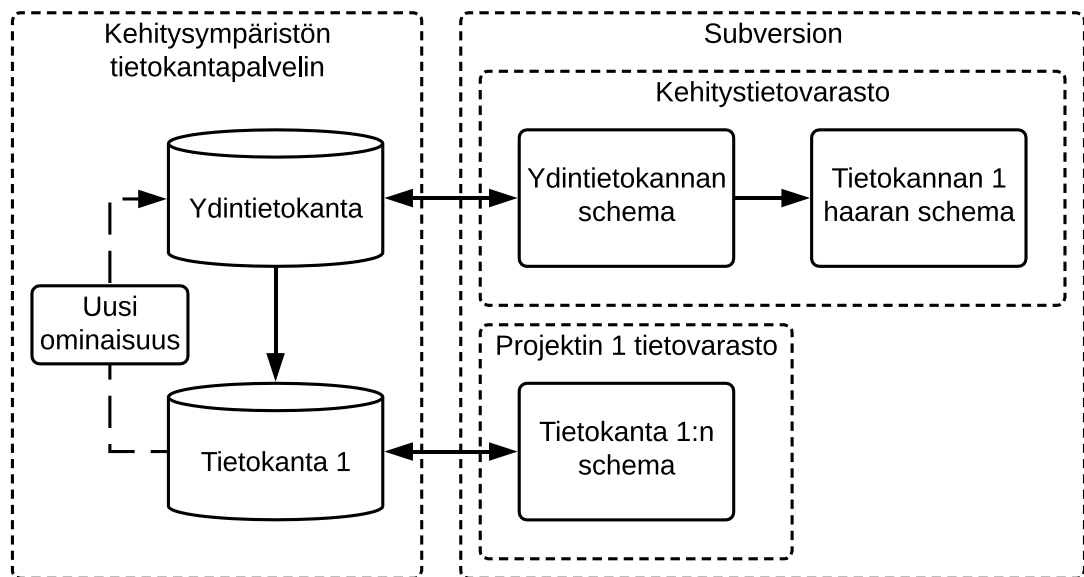 Kehitysympäristön
tietokantapalvelin
Ydintietokanta
Uusi
ominaisuus
Tietokanta 1
Subversion
Kehitystietovarasto
Ydintietokannan
schema
Tietokannan 1
haaran schema
Projektin 1 tietovarasto
Tietokanta 1:n
schema